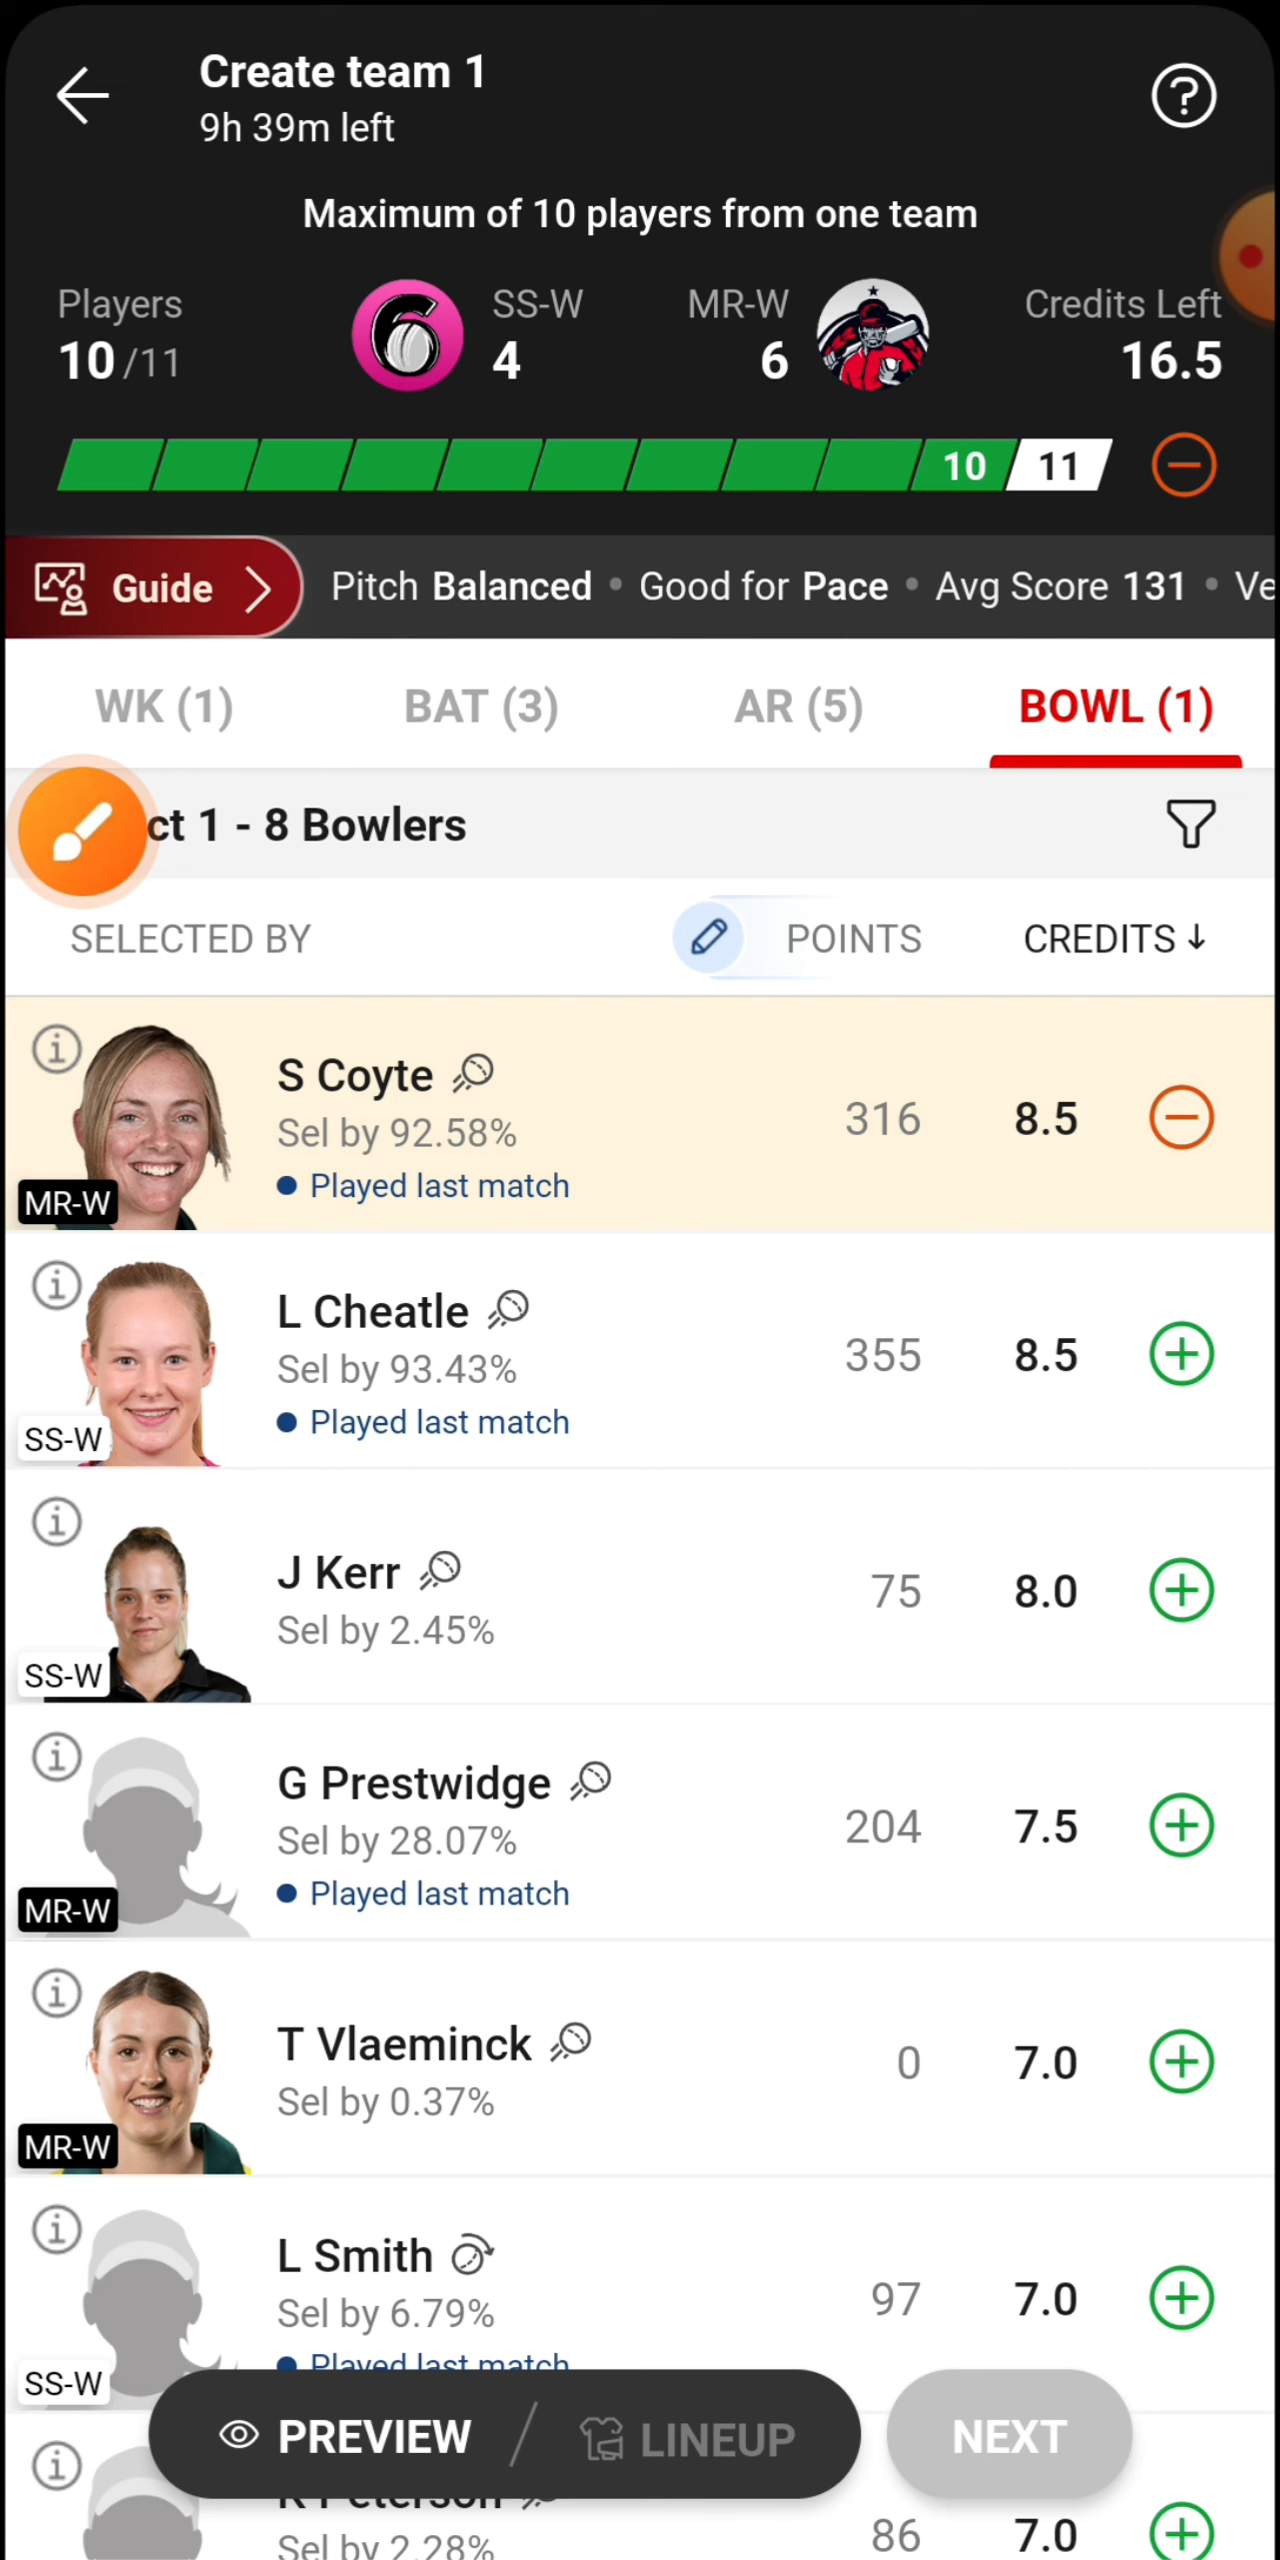 Create team 1
9h 39m left
Maximum of 10 players from one team
Players
10/11
SS-W
4
MR-W
6
Credits Left
16.5
10
11
Guide
Pitch Balanced • Good for Pace • Avg Score 131 • Ve
WK (1)
BAT (3)
AR (5)
BOWL (1)
ct 1 - 8 Bowlers
SELECTED BY
POINTS
CREDITS ↓
S Coyte
Sel by 92.58%
Played last match
MR-W
316
8.5
L Cheatle
Sel by 93.43%
Played last match
SS-W
355
8.5
J Kerr
Sel by 2.45%
SS-W
75
8.0
G Prestwidge
Sel by 28.07%
Played last match
MR-W
204
7.5
T Vlaeminck
Sel by 0.37%
MR-W
0
7.0
L Smith
Sel by 6.79%
Played last match
SS-W
97
7.0
PREVIEW
LINEUP
NEXT
Peterson
Sel by 2.28%
86
7.0